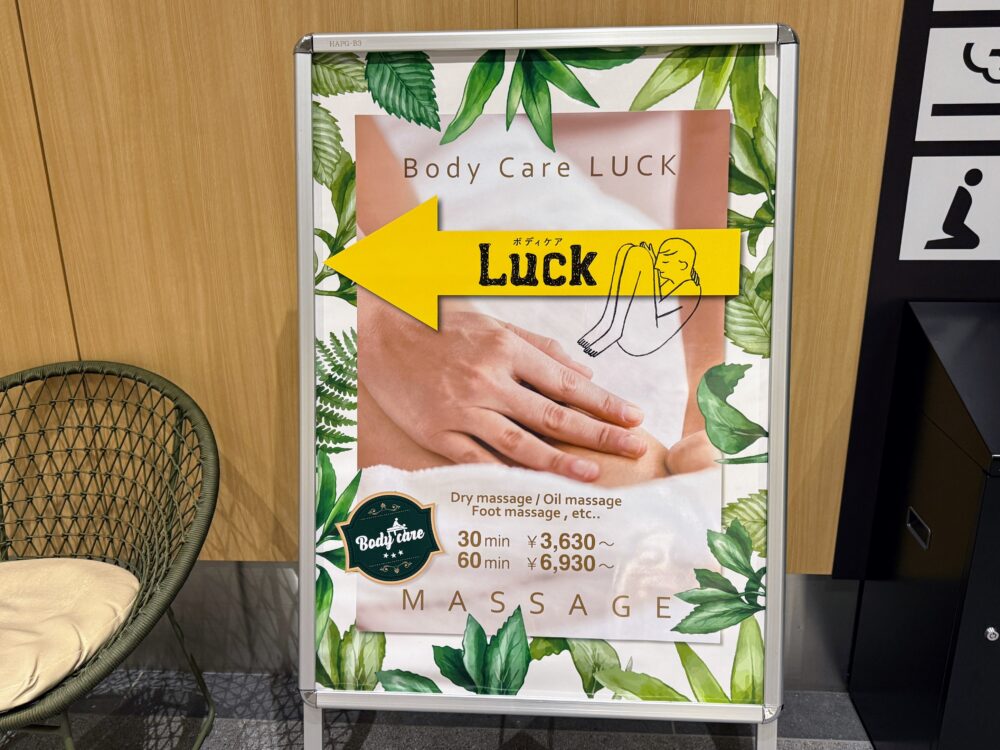 HAPG-B3
Body Care LUCK
ボディケア
Luck
Dry massage / Oil massage
Foot massage , etc..
Body care
30 min ￥3,630～
60 min ￥6,930～
MASSAGE